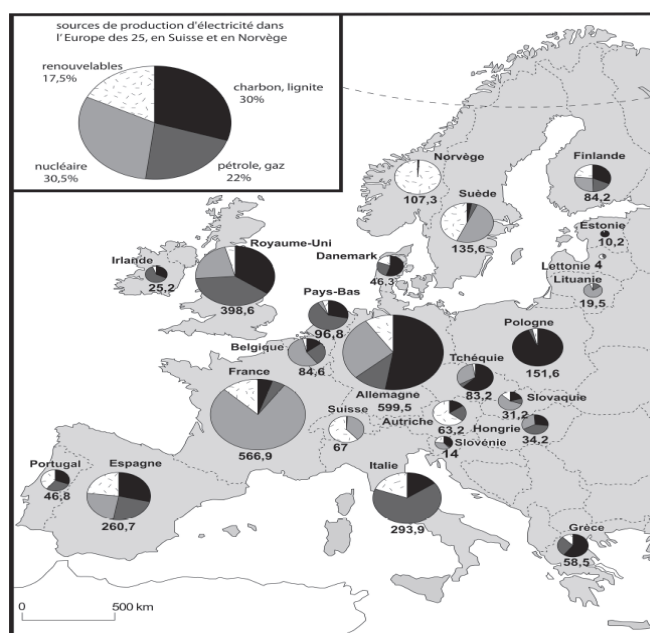 sources de production d'électricité dans
l'Europe des 25, en Suisse et en Norvège
renouvelables
17,5%
charbon, lignite
30%
nucléaire
30,5%
pétrole, gaz
22%
Norvège
107,3
Finlande
84,2
Suède
135,6
Estonie
10,2
Lettonie 4
Lituanie
19,5
Danemark
46,3
Irlande
25,2
Royaume-Uni
398,6
Pays-Bas
96,8
Pologne
151,6
Belgique
84,6
Allemagne
599,5
Tchéquie
83,2
Slovaquie
31,2
France
566,9
Suisse
67
Autriche
63,2
Hongrie
34,2
Slovénie
14
Portugal
46,8
Espagne
260,7
Italie
293,9
Grèce
58,5
0 500 km